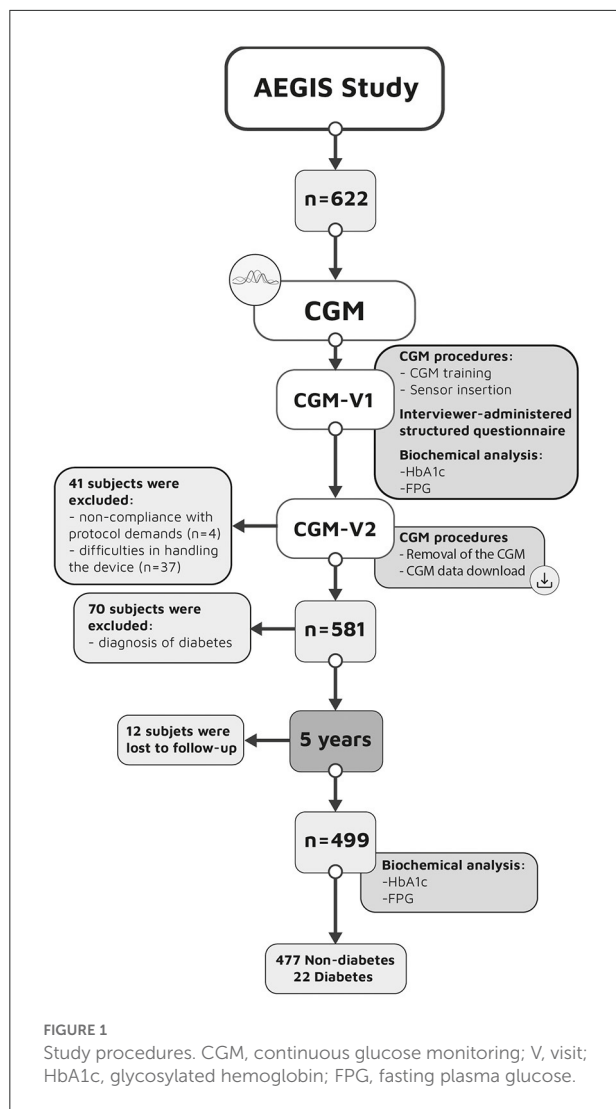 AEGIS Study
n=622
CGM
CGM-V1
CGM procedures:
- CGM training
- Sensor insertion
Interviewer-administered
structured questionnaire
Biochemical analysis:
-HbA1c
-FPG
41 subjects were
excluded:
- non-compliance with
protocol demands (n=4)
- difficulties in handling
the device (n=37)
CGM-V2
CGM procedures
- Removal of the CGM
- CGM data download
70 subjects were
excluded:
- diagnosis of diabetes
n=581
12 subjets were
lost to follow-up
5 years
n=499
Biochemical analysis:
-HbA1c
-FPG
477 Non-diabetes
22 Diabetes
FIGURE 1
Study procedures. CGM, continuous glucose monitoring; V, visit;
HbA1c, glycosylated hemoglobin; FPG, fasting plasma glucose.